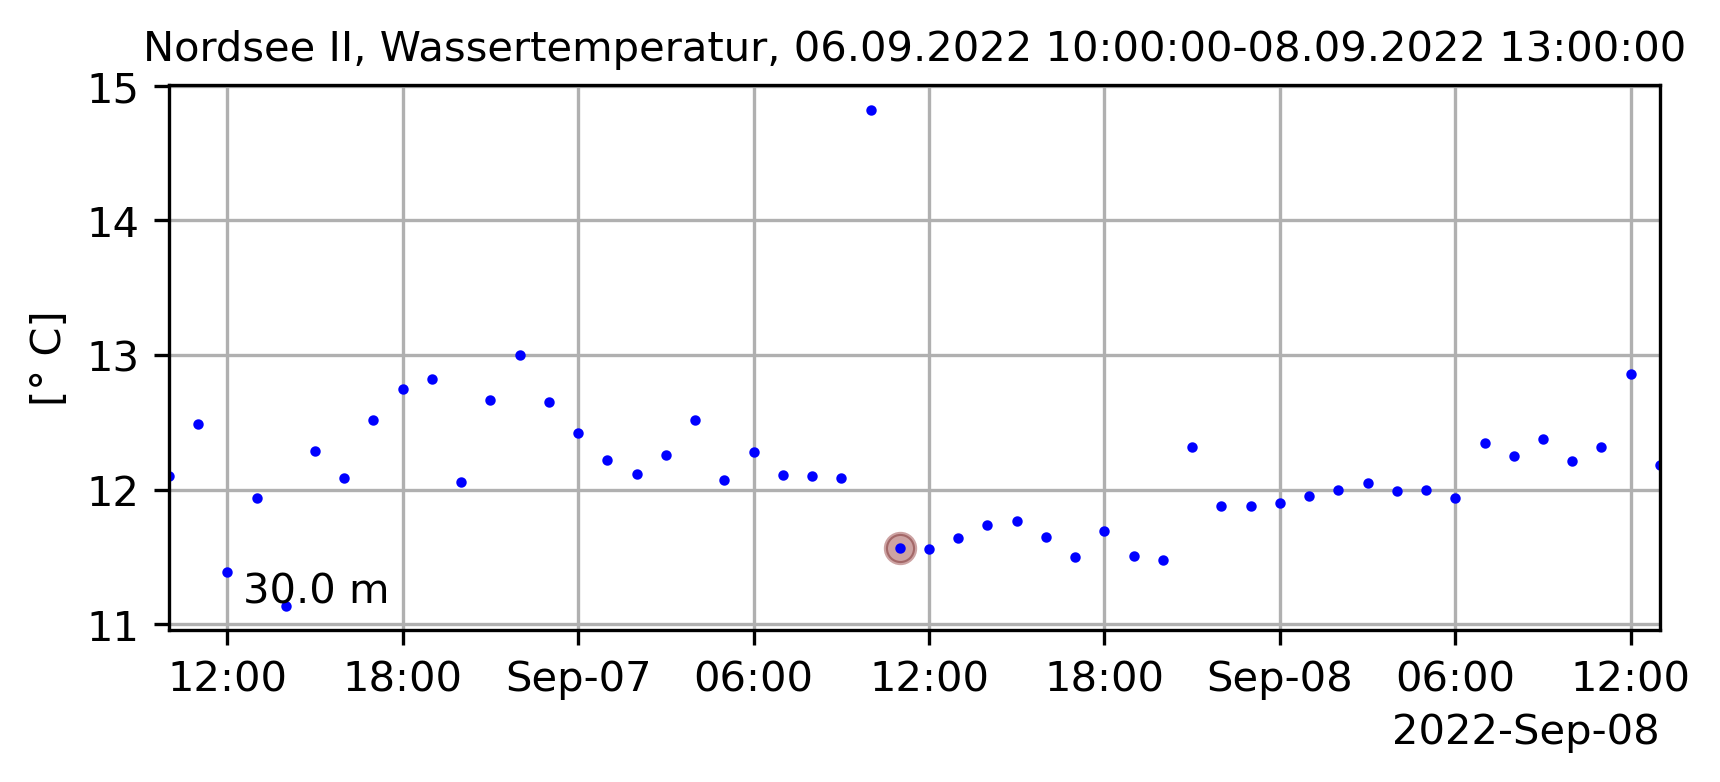 Nordsee II, Wassertemperatur, 06.09.2022 10:00:00-08.09.2022 13:00:00
15
14
13
12
11
[° C]
30.0 m
12:00 18:00 Sep-07 06:00 12:00 18:00 Sep-08 06:00 12:00
2022-Sep-08